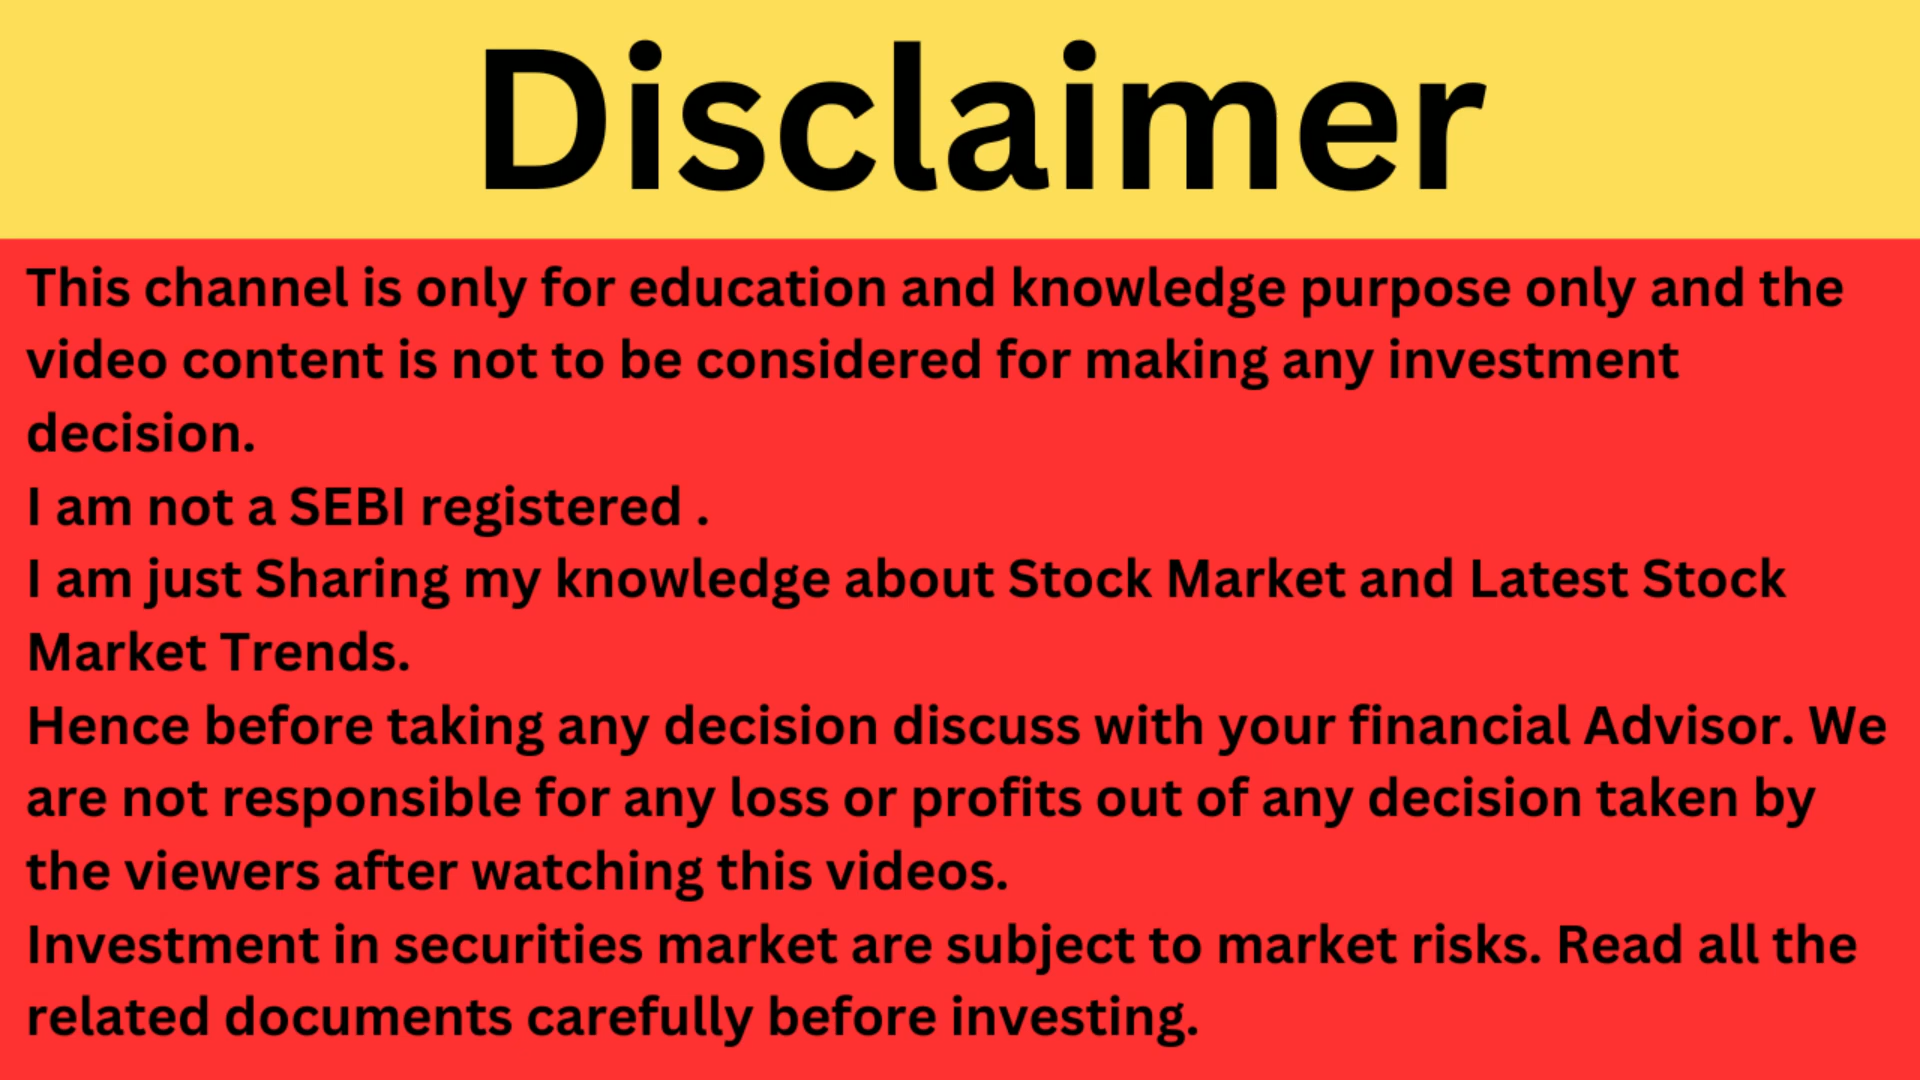 Disclaimer
This channel is only for education and knowledge purpose only and the
video content is not to be considered for making any investment
decision.
I am not a SEBI registered .
I am just Sharing my knowledge about Stock Market and Latest Stock
Market Trends.
Hence before taking any decision discuss with your financial Advisor. We
are not responsible for any loss or profits out of any decision taken by
the viewers after watching this videos.
Investment in securities market are subject to market risks. Read all the
related documents carefully before investing.